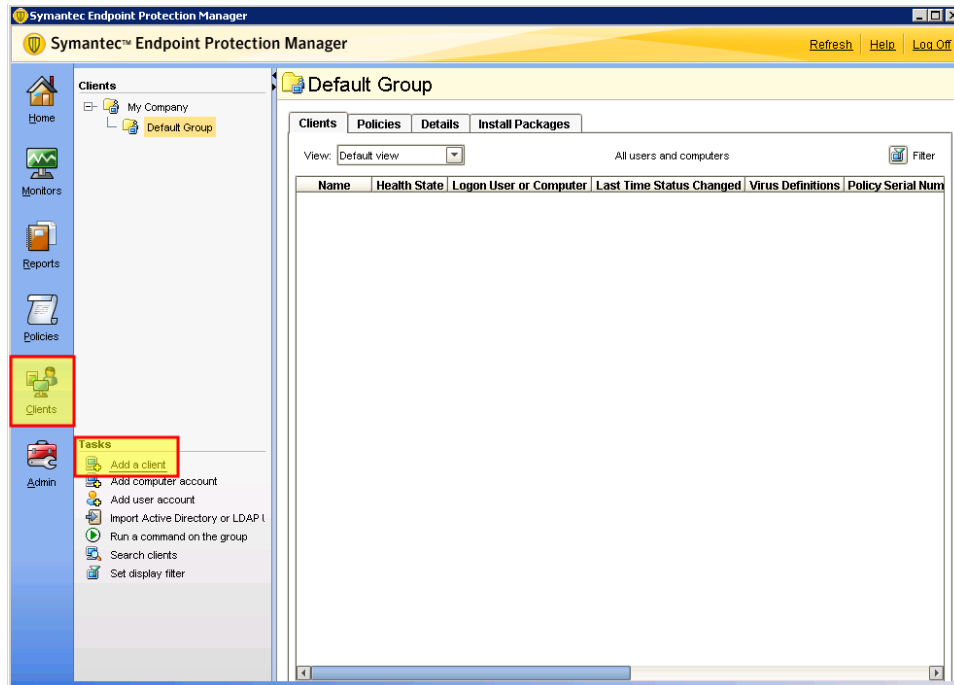 Symantec Endpoint Protection Manager
Symantec™ Endpoint Protection Manager
Refresh Help Log Off
Home
Monitors
Reports
Policies
Clients
Admin
Clients
My Company
Default Group
Tasks
Add a client
Add computer account
Add user account
Import Active Directory or LDAP U
Run a command on the group
Search clients
Set display filter
Default Group
Clients Policies Details Install Packages
View: Default view All users and computers Filter
Name Health State Logon User or Computer Last Time Status Changed Virus Definitions Policy Serial Num